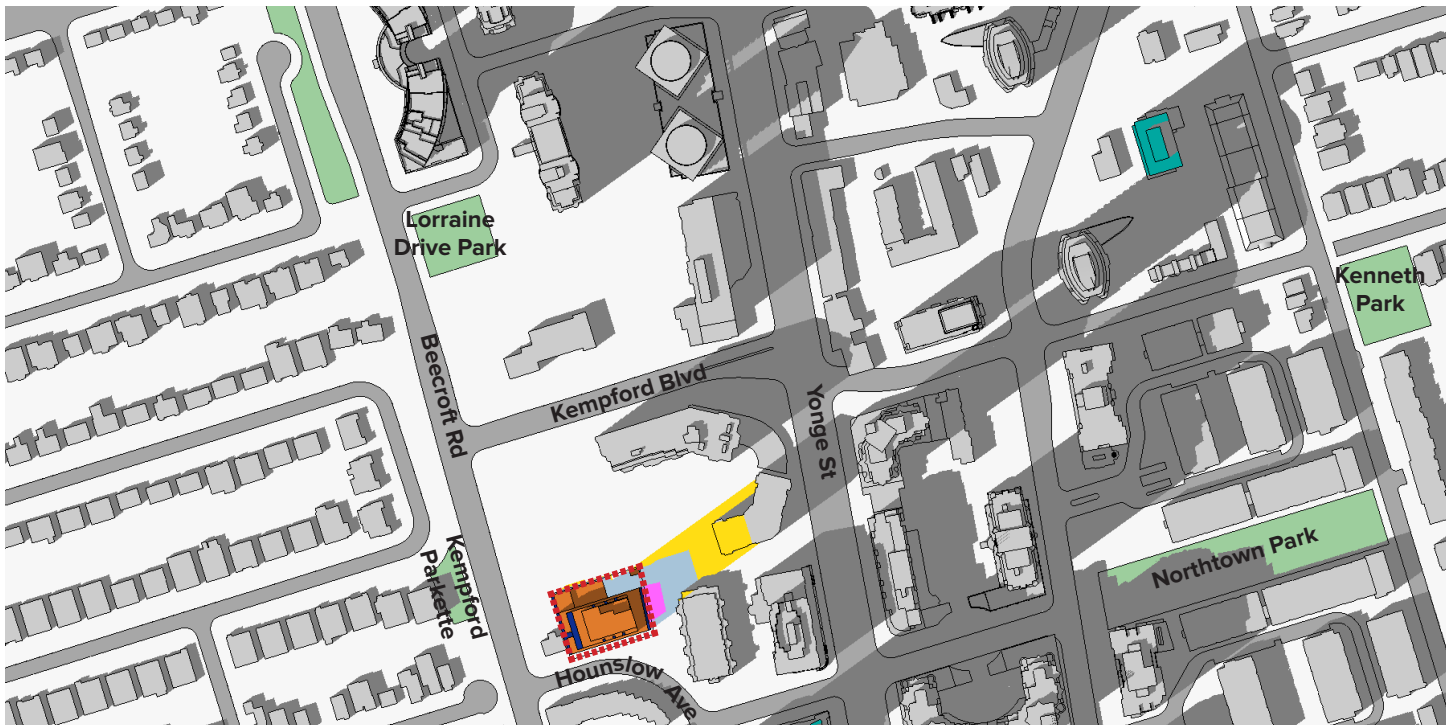 Lorraine
Drive Park
Kenneth
Park
Beecroft Rd
Kempford Blvd
Yonge St
Kempford
Parkette
Northtown Park
Hounslow Ave